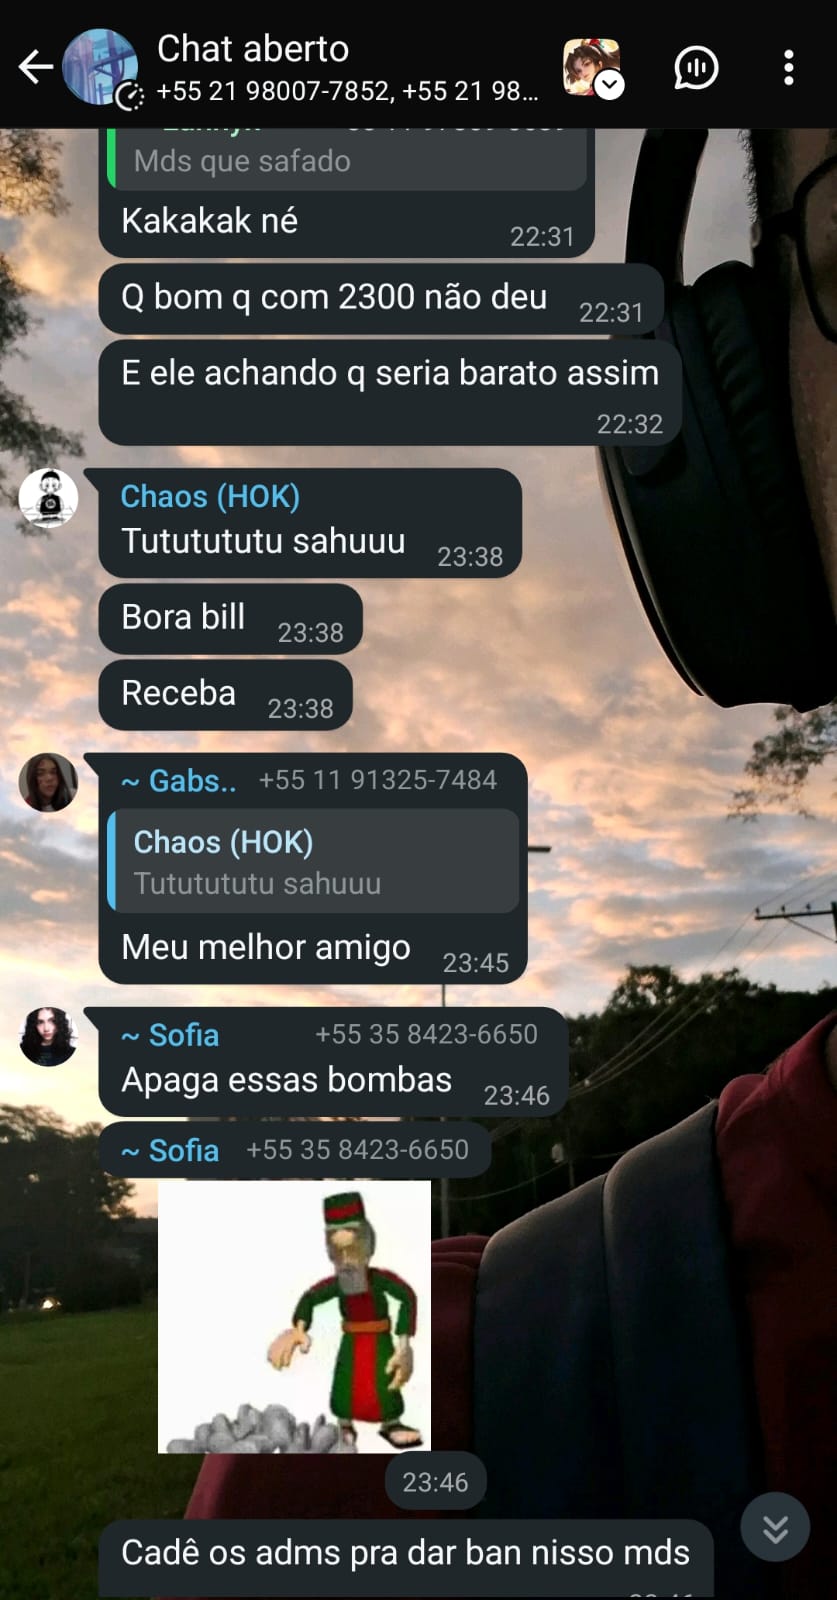 Chat aberto
+55 21 98007-7852, +55 21 98...
Mds que safado
Kakakak né
22:31
Q bom q com 2300 não deu
22:31
E ele achando q seria barato assim
22:32
Chaos (HOK)
Tututututu sahuuu
23:38
Bora bill
23:38
Receba
23:38
~ Gabs.. +55 11 91325-7484
Chaos (HOK)
Tututututu sahuuu
Meu melhor amigo
23:45
~ Sofia +55 35 8423-6650
Apaga essas bombas
23:46
~ Sofia +55 35 8423-6650
23:46
Cadê os adms pra dar ban nisso mds